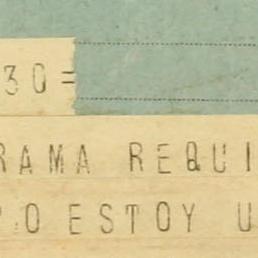 30=
RAMA REQUI
O ESTOY U